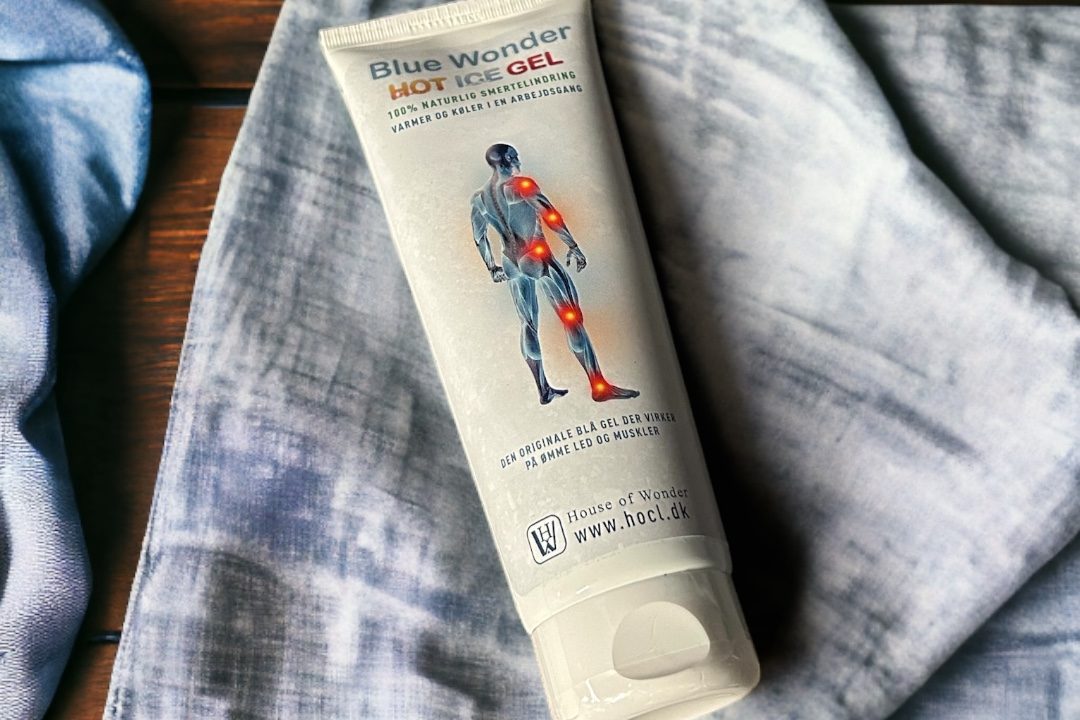 Blue Wonder
HOT ICE GEL
100% NATURLIG SMERTELINDRING
VARMER OG KØLER I EN ARBEJDSGANG
DEN ORIGINALE BLÅ GEL DER VIRKER
PÅ ØMME LED OG MUSKLER
House of Wonder
www.hocl.dk